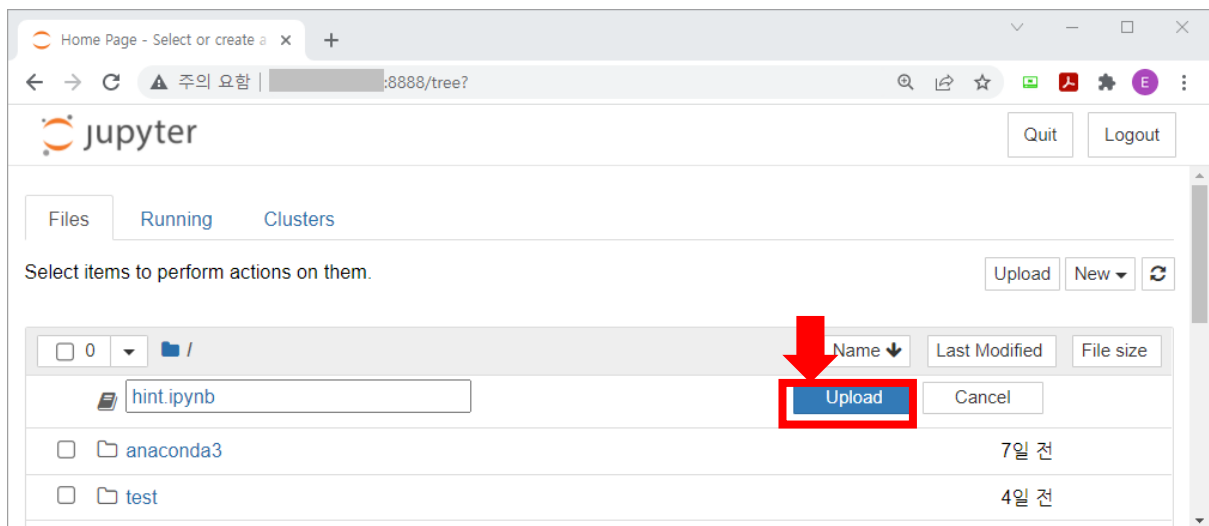 Home Page - Select or create a
주의 요함 | :8888/tree?
E
jupyter
Quit Logout
Files Running Clusters
Select items to perform actions on them.
Upload New
0 / Name Last Modified File size
hint.ipynb Upload Cancel
anaconda3 7일 전
test 4일 전